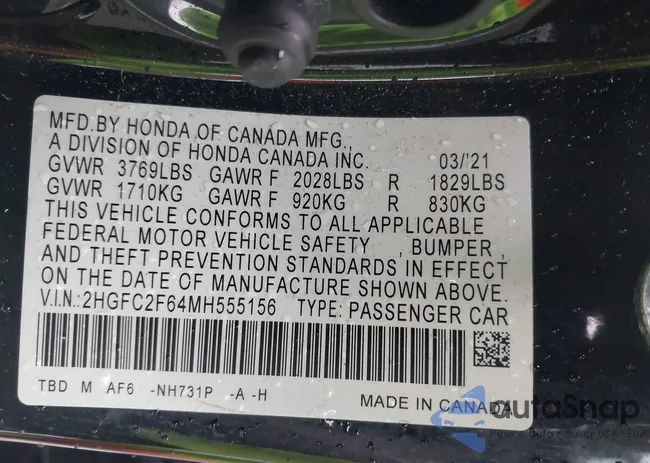 MFD.BY HONDA OF CANADA MFG.,
A DIVISION OF HONDA CANADA INC. 03/'21
GVWR 3769LBS GAWR F 2028LBS R 1829LBS
GVWR 1710KG GAWR F 920KG R 830KG
THIS VEHICLE CONFORMS TO ALL APPLICABLE
FEDERAL MOTOR VEHICLE SAFETY , BUMPER ,
AND THEFT PREVENTION STANDARDS IN EFFECT
ON THE DATE OF MANUFACTURE SHOWN ABOVE.
V.I.N.:2HGFC2F64MH555156 TYPE: PASSENGER CAR
TBD M AF6 -NH731P -A -H MADE IN CANADA
autaSnap